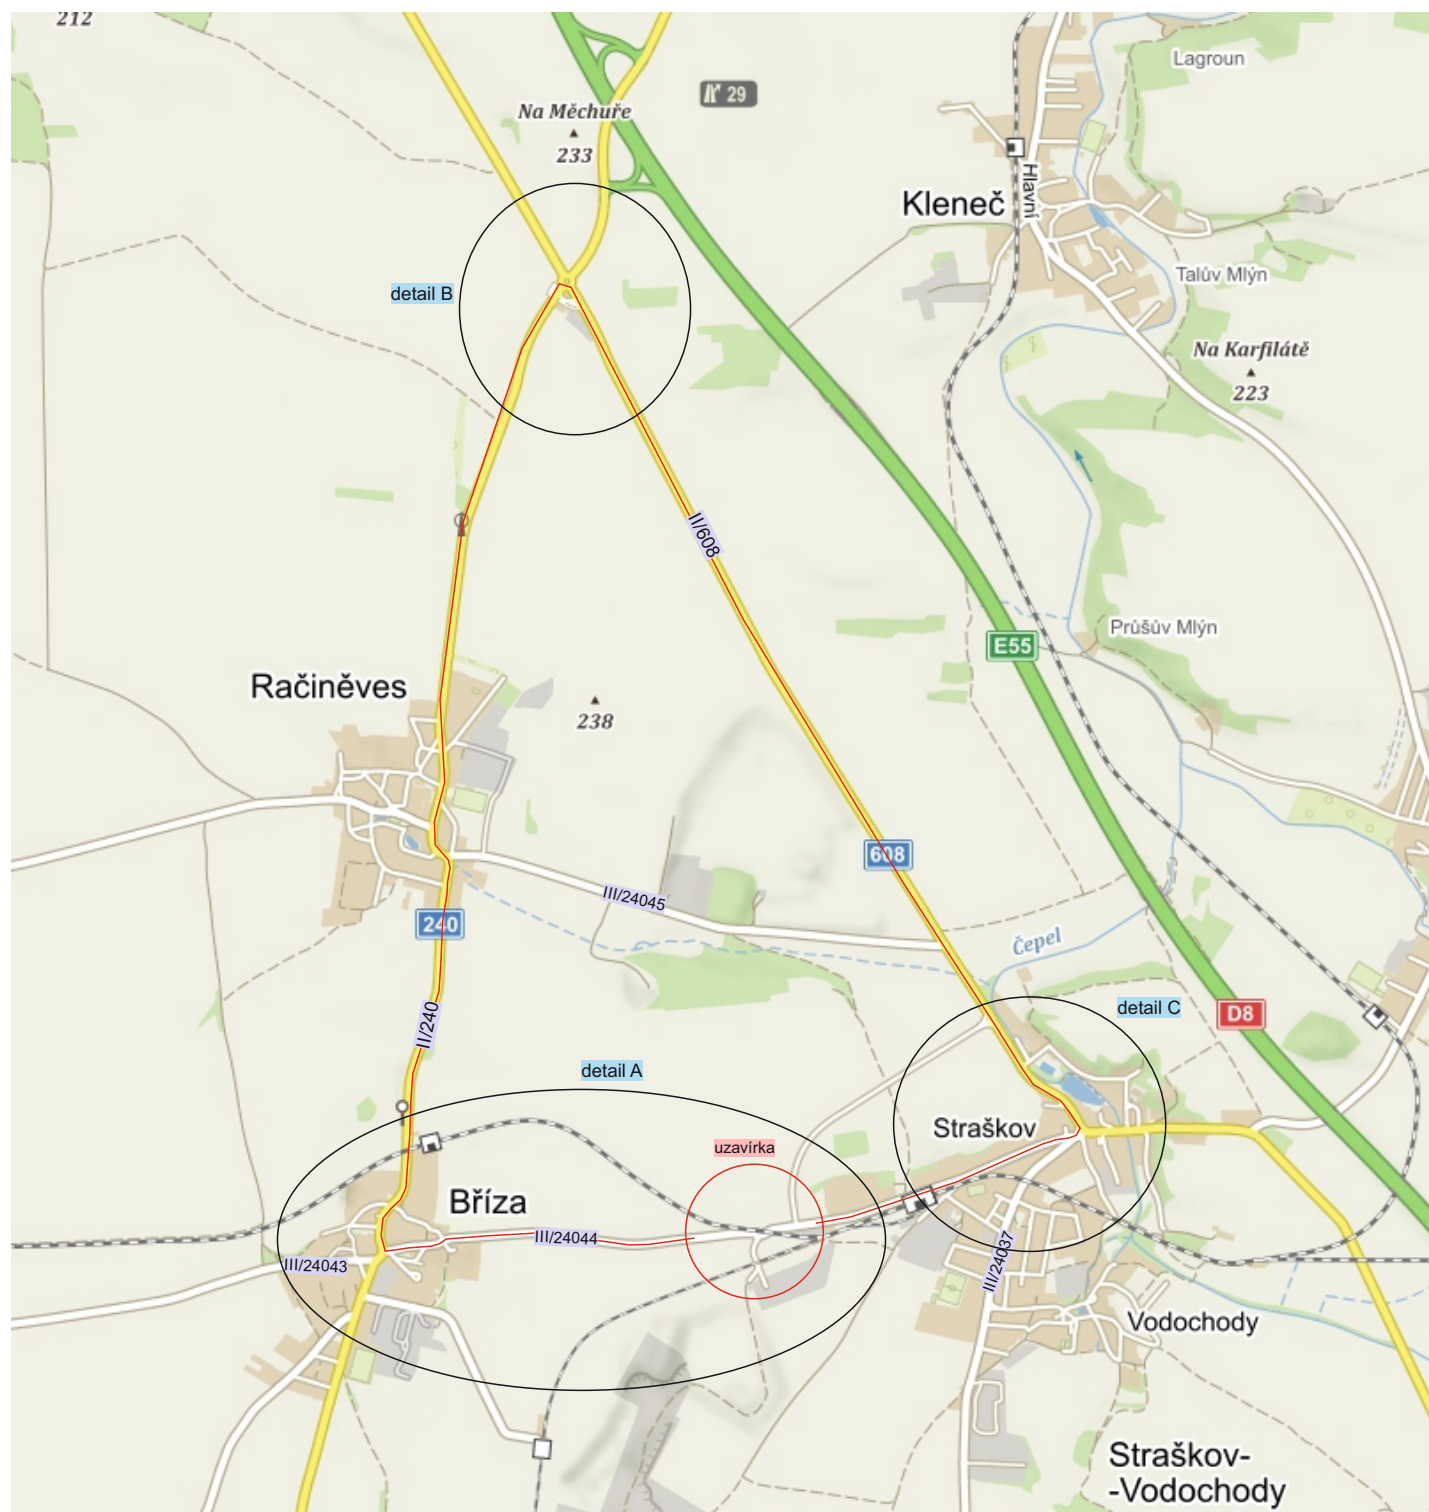 212
Lagroun
29
Na Měchuře
233
Hlavní
Kleneč
Talův Mlýn
detail B
Na Karfilátě
223
II/608
Průšův Mlýn
E55
Račiněves
238
608
III/24045
240
Čepel
II/240
detail C
D8
detail A
Straškov
uzavírka
Bříza
III/24044
III/24043
III/24037
Vodochody
Straškov-
-Vodochody